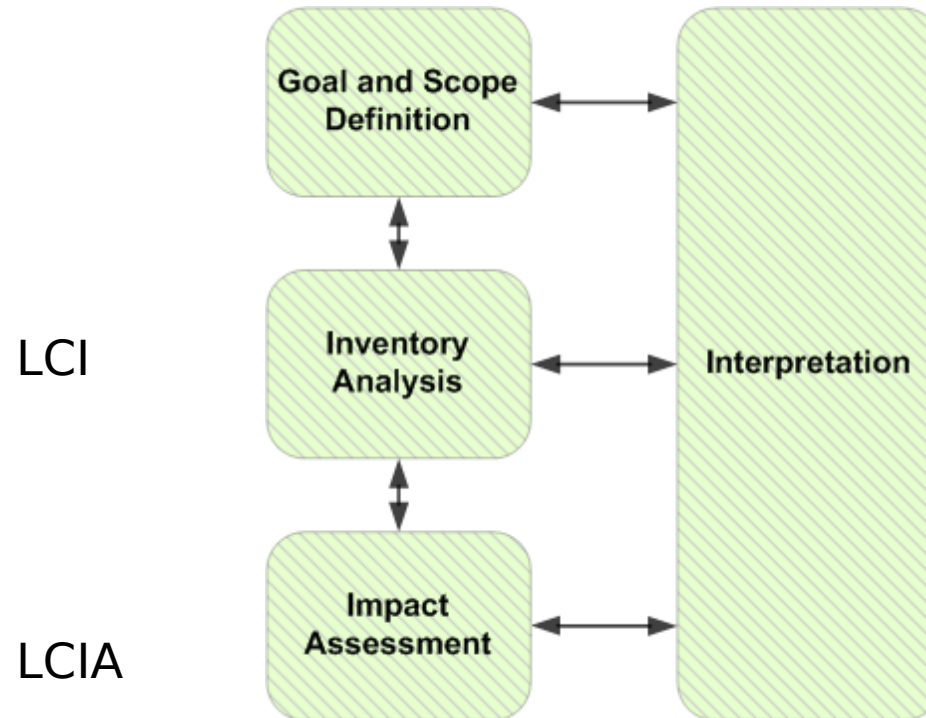 Goal and Scope
Definition
LCI
Inventory
Analysis
Interpretation
LCIA
Impact
Assessment